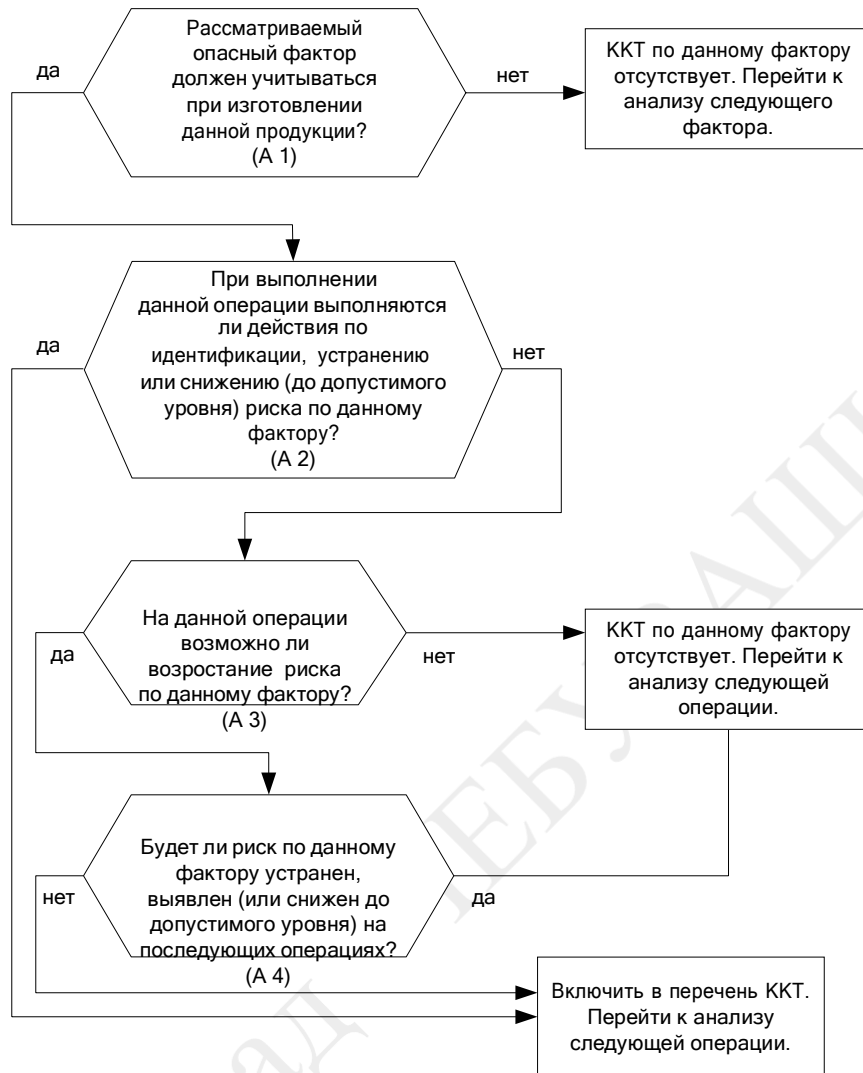 Рассматриваемый
опасный фактор
должен учитываться
при изготовлении
данной продукции?
(А 1)
да
нет
ККТ по данному фактору
отсутствует. Перейти к
анализу следующего
фактора.
При выполнении
данной операции выполняются
ли действия по
идентификации, устранению
или снижению (до допустимого
уровня) риска по данному
фактору?
(А 2)
да
нет
На данной операции
возможно ли
возростание риска
по данному фактору?
(А 3)
да
нет
ККТ по данному фактору
отсутствует. Перейти к
анализу следующей
операции.
Будет ли риск по данному
фактору устранен,
выявлен (или снижен до
допустимого уровня) на
последующих операциях?
(А 4)
нет
да
Включить в перечень ККТ.
Перейти к анализу
следующей операции.